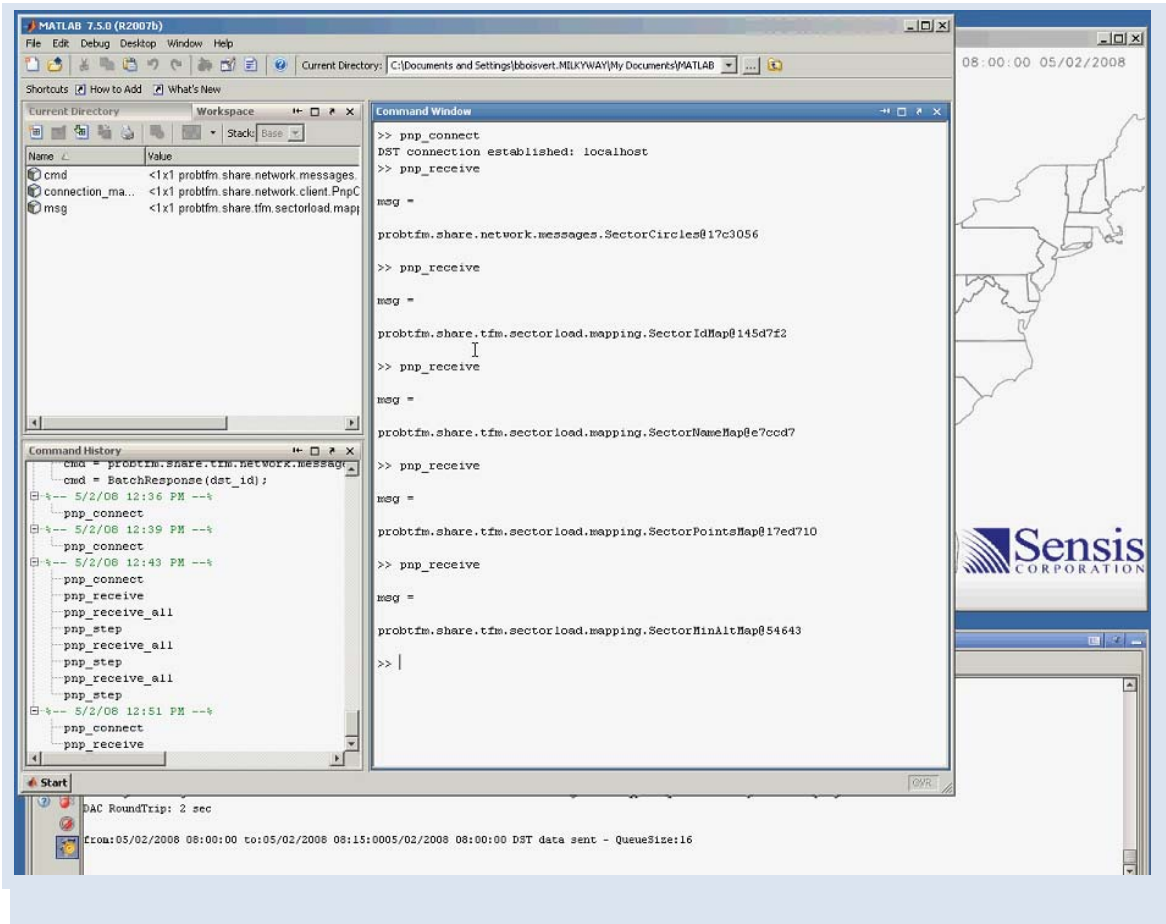 MATLAB 7.5.0 (R2007b)
File Edit Debug Desktop Window Help
Current Directory: C:\Documents and Settings\bboisvert.MILKYWAY\My Documents\MATLAB
Shortcuts How to Add What's New
Current Directory Workspace
Stack: Base
Name Value
cmd <1x1 probtfm.share.network.messages.
connection_ma... <1x1 probtfm.share.network.client.PnpC
msg <1x1 probtfm.share.tfm.sectorload.mapp
Command History
cmd = probtfm.share.tfm.network.message
cmd = BatchResponse(dst_id);
%-- 5/2/08 12:36 PM --%
pnp_connect
%-- 5/2/08 12:39 PM --%
pnp_connect
%-- 5/2/08 12:43 PM --%
pnp_connect
pnp_receive
pnp_receive_all
pnp_step
pnp_receive_all
pnp_step
pnp_receive_all
pnp_step
%-- 5/2/08 12:51 PM --%
pnp_connect
pnp_receive
Start
Command Window
>> pnp_connect
DST connection established: localhost
>> pnp_receive
msg =
probtfm.share.network.messages.SectorCircles@17c3056
>> pnp_receive
msg =
probtfm.share.tfm.sectorload.mapping.SectorIdMap@145d7f2
>> pnp_receive
msg =
probtfm.share.tfm.sectorload.mapping.SectorNameMap@e7ccd7
>> pnp_receive
msg =
probtfm.share.tfm.sectorload.mapping.SectorPointsMap@17ed710
>> pnp_receive
msg =
probtfm.share.tfm.sectorload.mapping.SectorMinAltMap@54643
>>
OVR
08:00:00 05/02/2008
Sensis
CORPORATION
DAC RoundTrip: 2 sec
from:05/02/2008 08:00:00 to:05/02/2008 08:15:0005/02/2008 08:00:00 DST data sent - QueueSize:16